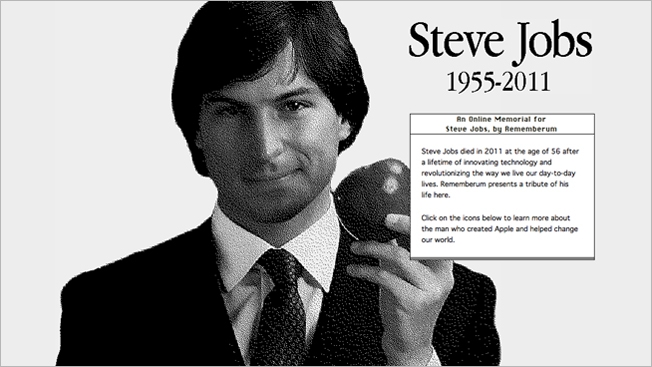 Steve Jobs
1955-2011
An Online Memorial for
Steve Jobs, by Rememberum
Steve Jobs died in 2011 at the age of 56 after
a lifetime of innovating technology and
revolutionizing the way we live our day-to-day
lives. Rememberum presents a tribute of his
life here.
Click on the icons below to learn more about
the man who created Apple and helped change
our world.